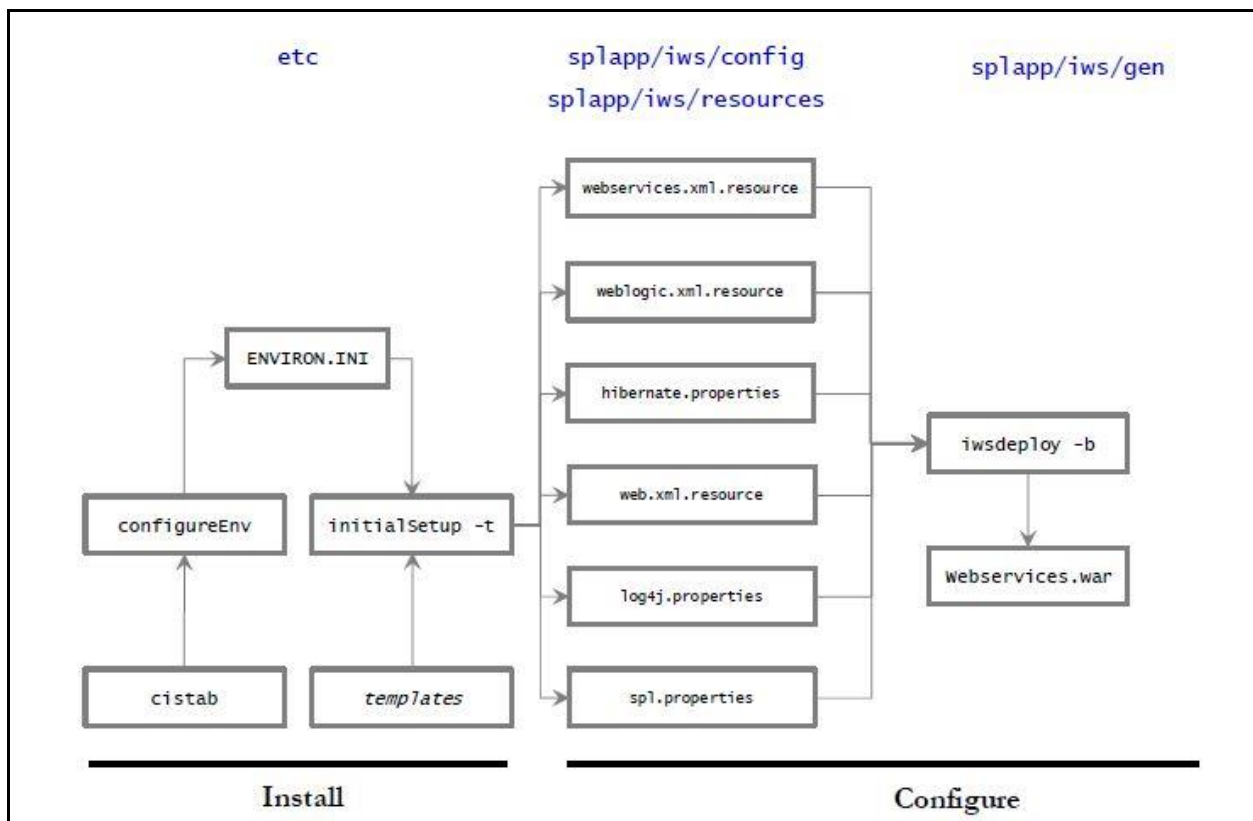 etc
splapp/iws/config
splapp/iws/resources
splapp/iws/gen
webservices.xml.resource
weblogic.xml.resource
ENVIRON.INI
hibernate.properties
iwsdeploy -b
web.xml.resource
configureEnv
initialSetup -t
Webservices.war
log4j.properties
cistab
templates
spl.properties
Install
Configure